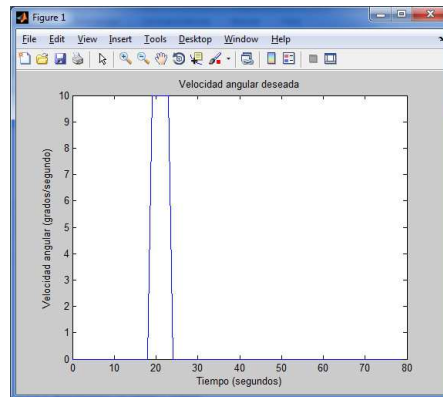 Figure 1
File Edit View Insert Tools Desktop Window Help
Velocidad angular deseada
10
9
8
7
6
5
4
3
2
1
0
Velocidad angular (grados/segundo)
0 10 20 30 40 50 60 70 80
Tiempo (segundos)